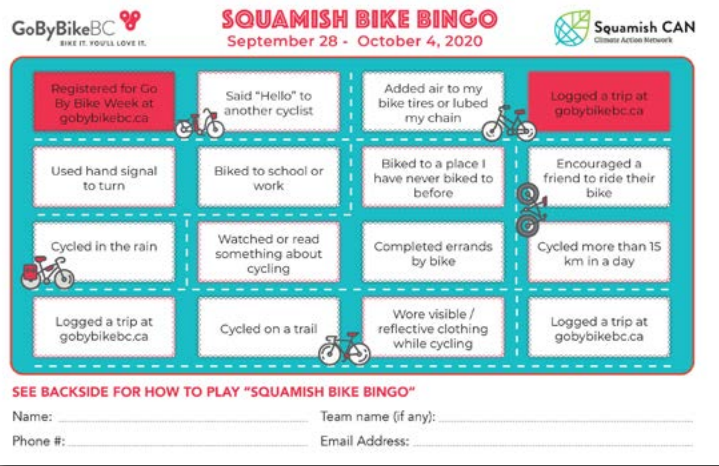 GoByBikeBC
BIKE IT. YOU'LL LOVE IT.
SQUAMISH BIKE BINGO
September 28 - October 4, 2020
Squamish CAN
Climate Action Network
Registered for Go
By Bike Week at
gobybikebc.ca
Said "Hello" to
another cyclist
Added air to my
bike tires or lubed
my chain
Logged a trip at
gobybikebc.ca
Used hand signal
to turn
Biked to school or
work
Biked to a place I
have never biked to
before
Encouraged a
friend to ride their
bike
Cycled in the rain
Watched or read
something about
cycling
Completed errands
by bike
Cycled more than 15
km in a day
Logged a trip at
gobybikebc.ca
Cycled on a trail
Wore visible /
reflective clothing
while cycling
Logged a trip at
gobybikebc.ca
SEE BACKSIDE FOR HOW TO PLAY "SQUAMISH BIKE BINGO"
Name:
Team name (if any):
Phone #:
Email Address: